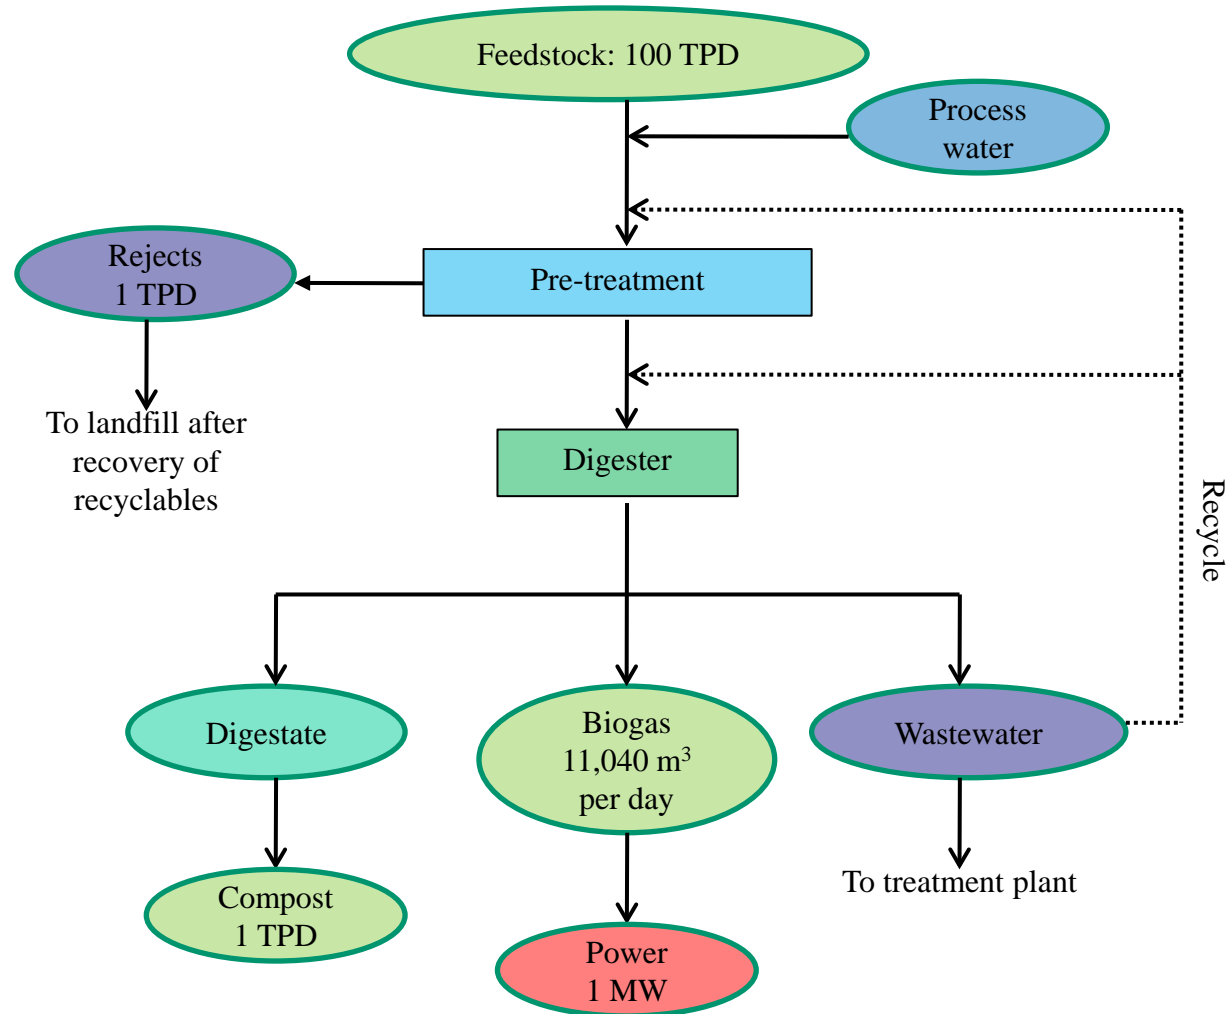 Feedstock: 100 TPD
Process
water
Rejects
1 TPD
Pre-treatment
To landfill after
recovery of
recyclables
Digester
Recycle
Digestate
Biogas
11,040 m³
per day
Wastewater
Compost
1 TPD
To treatment plant
Power
1 MW